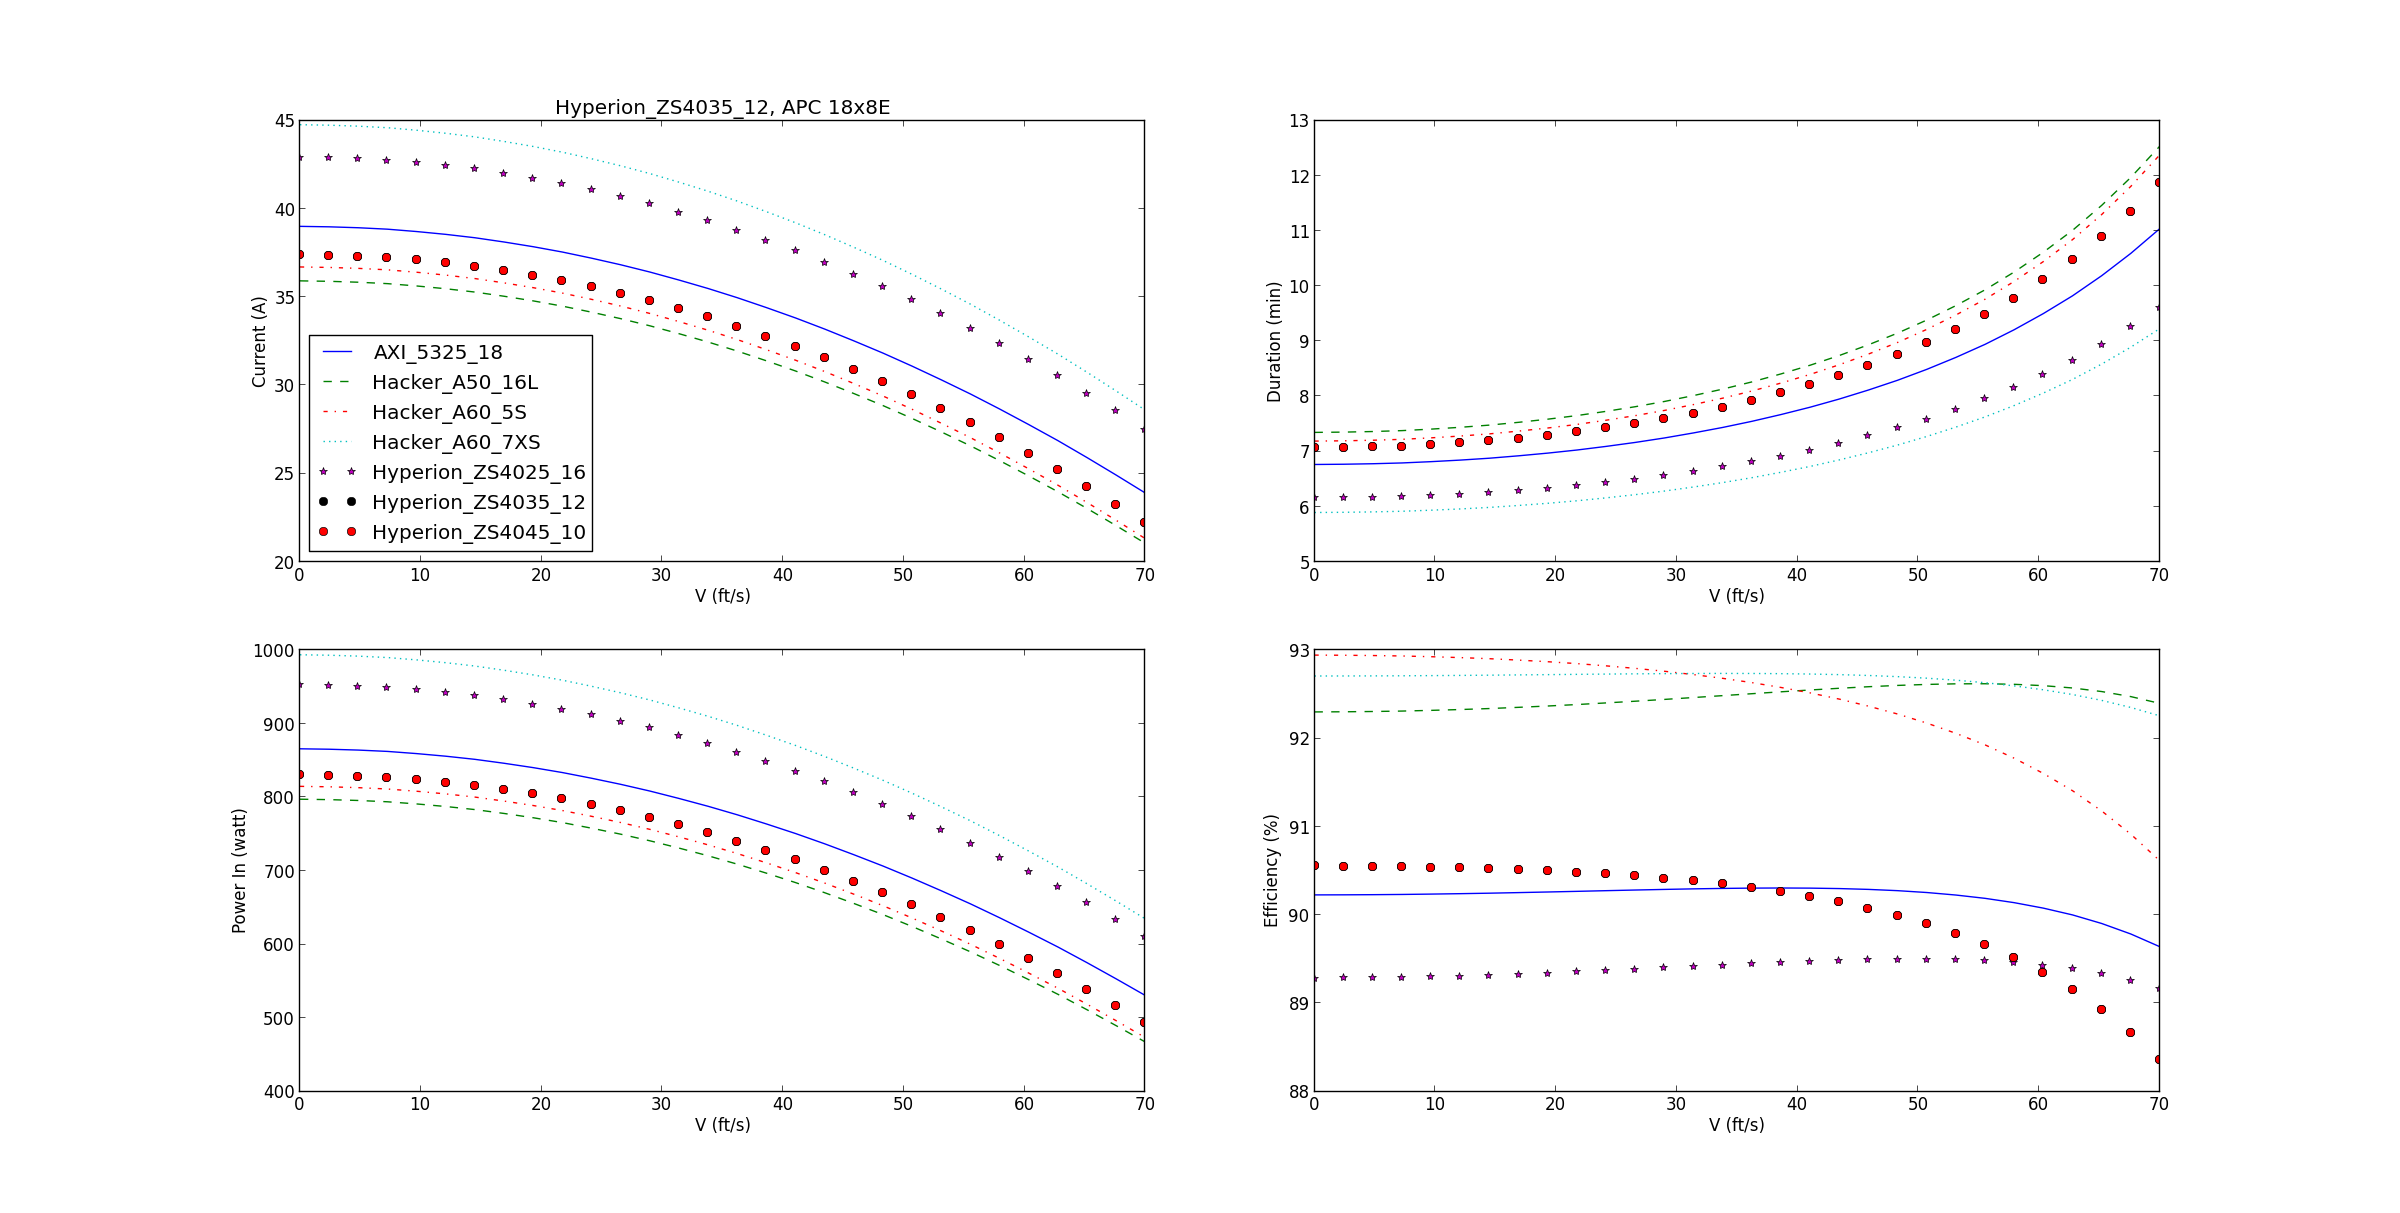 Hyperion_ZS4035_12, APC 18x8E
45
40
35
30
25
20
Current (A)
AXI_5325_18
Hacker_A50_16L
Hacker_A60_5S
Hacker_A60_7XS
Hyperion_ZS4025_16
Hyperion_ZS4035_12
Hyperion_ZS4045_10
0 10 20 30 40 50 60 70
V (ft/s)
13
12
11
10
9
8
7
6
5
Duration (min)
0 10 20 30 40 50 60 70
V (ft/s)
1000
900
800
700
600
500
400
Power In (watt)
0 10 20 30 40 50 60 70
V (ft/s)
93
92
91
90
89
88
Efficiency (%)
0 10 20 30 40 50 60 70
V (ft/s)